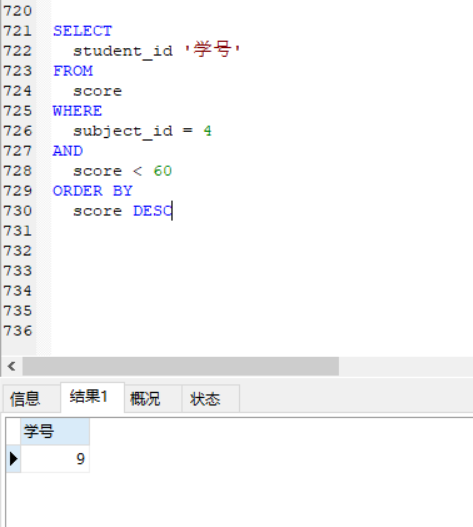 720
721 SELECT
722 student_id '学号'
723 FROM
724 score
725 WHERE
726 subject_id = 4
727 AND
728 score < 60
729 ORDER BY
730 score DESC
731
732
733
734
735
736
信息 结果1 概况 状态
学号
9